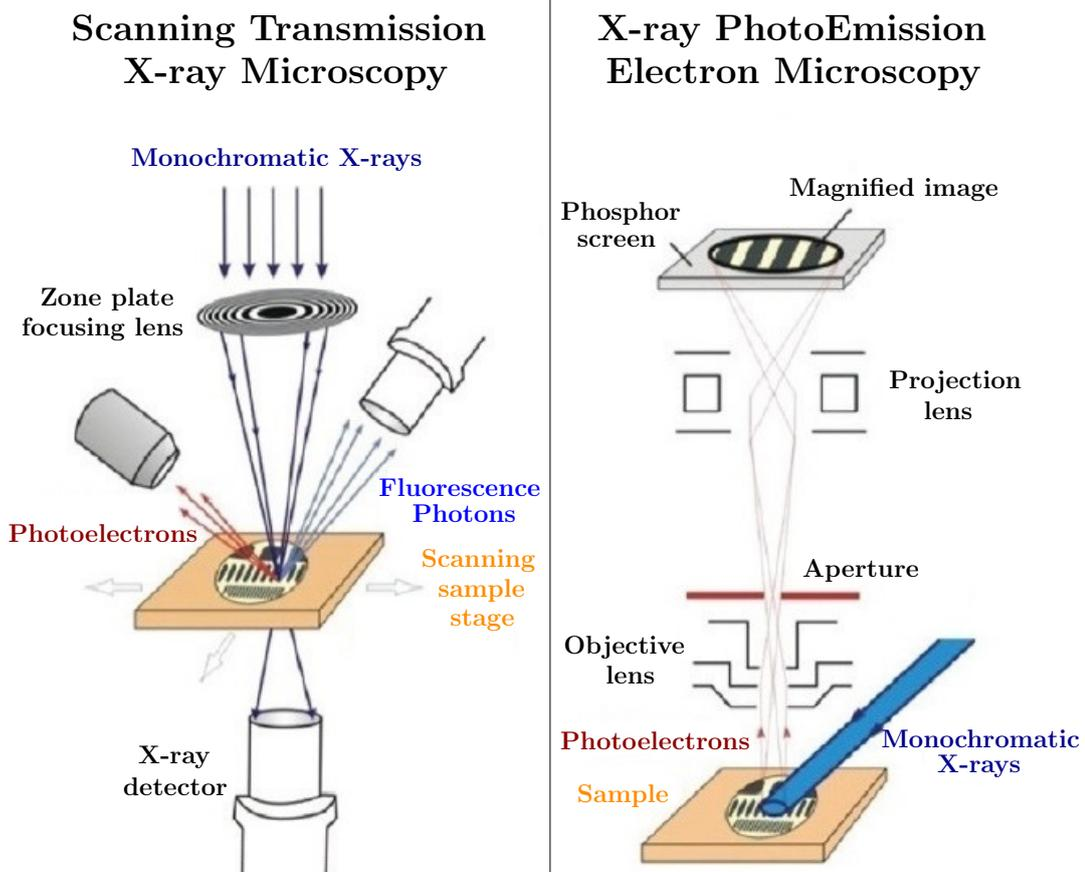 Scanning Transmission
X-ray Microscopy
Monochromatic X-rays
Zone plate
focusing lens
Fluorescence
Photons
Photoelectrons
Scanning
sample
stage
X-ray
detector
X-ray PhotoEmission
Electron Microscopy
Magnified image
Phosphor
screen
Projection
lens
Aperture
Objective
lens
Photoelectrons
Monochromatic
X-rays
Sample